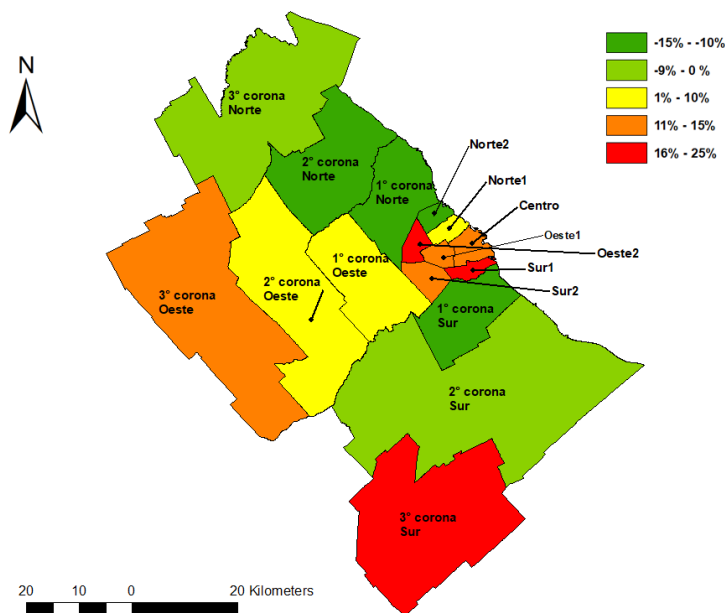 N
-15% - -10%
-9% - 0 %
1% - 10%
11% - 15%
16% - 25%
3° corona
Norte
2° corona
Norte
1° corona
Norte
Norte2
Norte1
Centro
Oeste1
Oeste2
Sur1
Sur2
1° corona
Oeste
2° corona
Oeste
3° corona
Oeste
1° corona
Sur
2° corona
Sur
3° corona
Sur
20 10 0 20 Kilometers